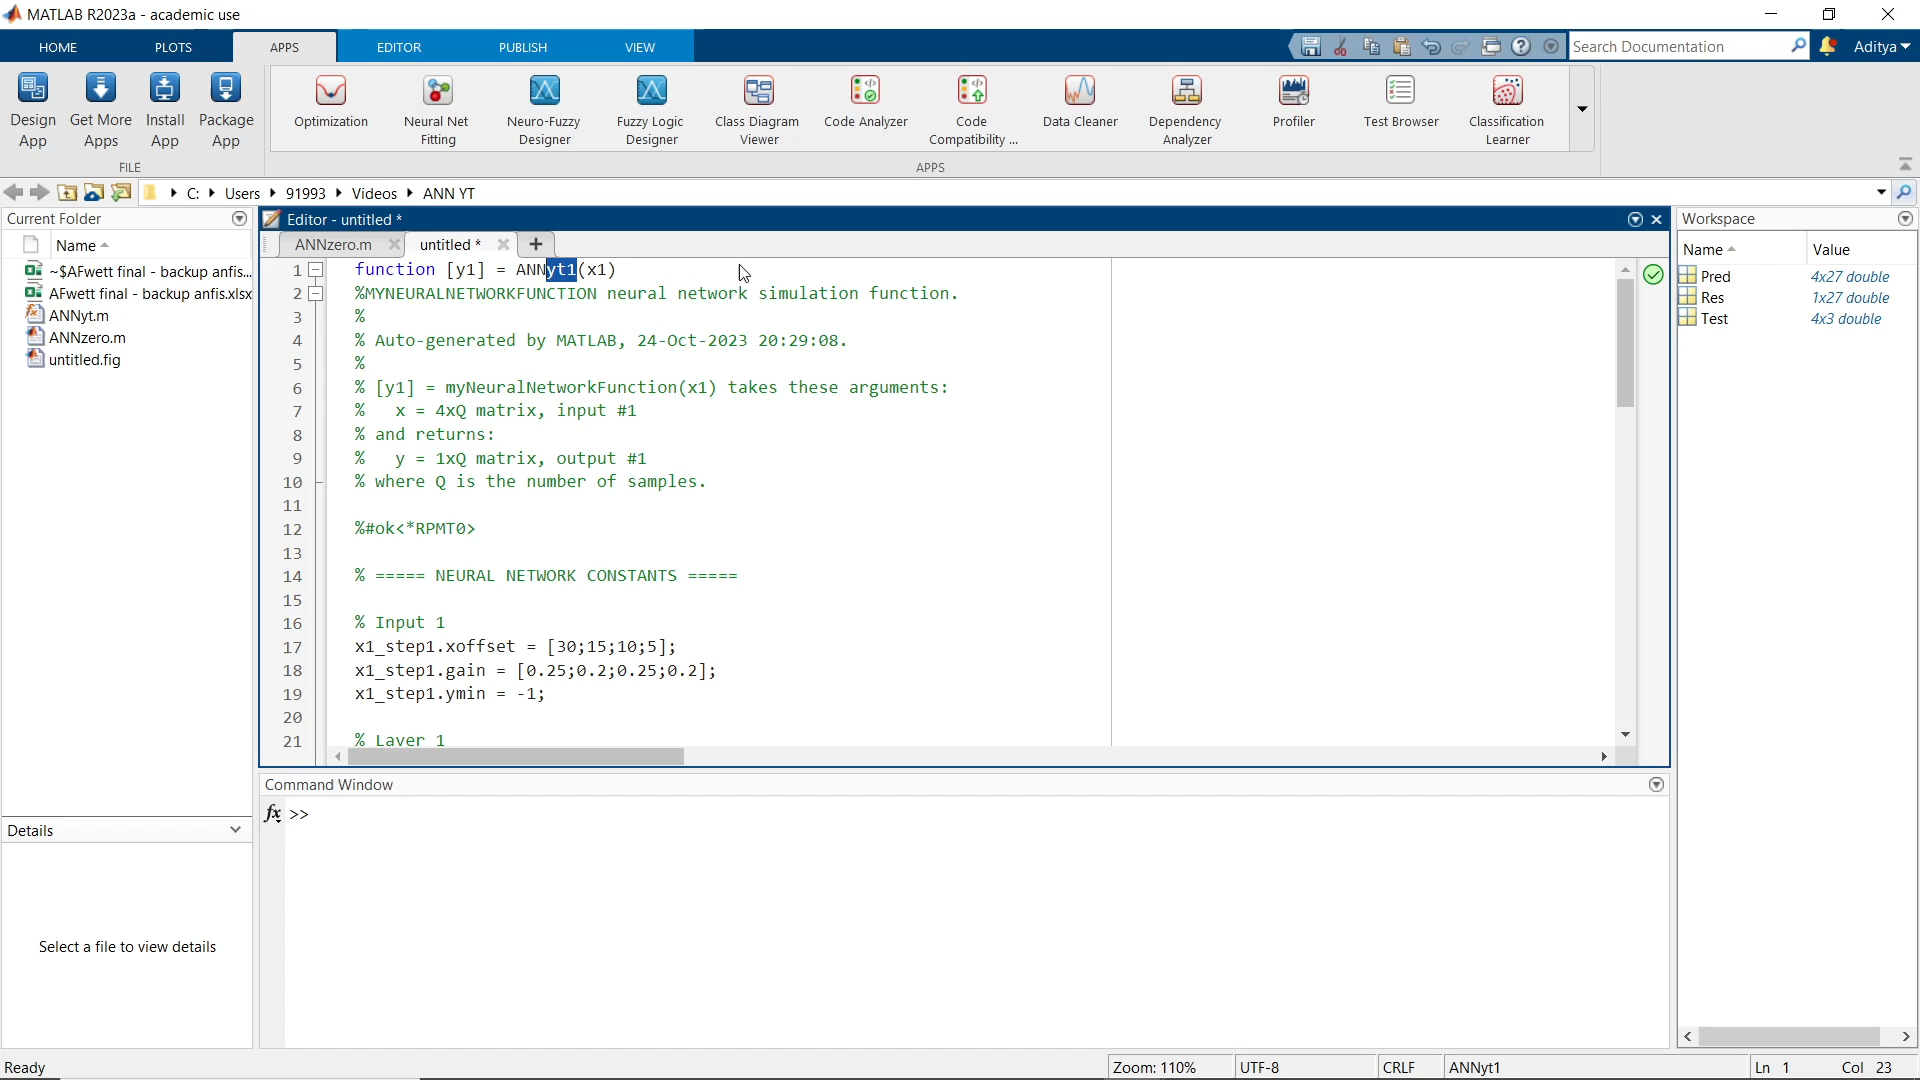 MATLAB R2023a - academic use
HOME PLOTS APPS EDITOR PUBLISH VIEW Search Documentation Aditya
Design App
Get More Apps
Install App
Package App
Optimization
Neural Net Fitting
Neuro-Fuzzy Designer
Fuzzy Logic Designer
Class Diagram Viewer
Code Analyzer
Code Compatibility ...
Data Cleaner
Dependency Analyzer
Profiler
Test Browser
Classification Learner
FILE APPS
C: Users 91993 Videos ANN YT
Current Folder
Name
~$AFwett final - backup anfis...
AFwett final - backup anfis.xlsx
ANNyt.m
ANNzero.m
untitled.fig
Details
Select a file to view details
Editor - untitled *
ANNzero.m untitled * +
1 function [y1] = ANNyt1(x1)
2 %MYNEURALNETWORKFUNCTION neural network simulation function.
3 %
4 % Auto-generated by MATLAB, 24-Oct-2023 20:29:08.
5 %
6 % [y1] = myNeuralNetworkFunction(x1) takes these arguments:
7 % x = 4xQ matrix, input #1
8 % and returns:
9 % y = 1xQ matrix, output #1
10 % where Q is the number of samples.
11
12 %#ok<*RPMT0>
13
14 % ===== NEURAL NETWORK CONSTANTS =====
15
16 % Input 1
17 x1_step1.xoffset = [30;15;10;5];
18 x1_step1.gain = [0.25;0.2;0.25;0.2];
19 x1_step1.ymin = -1;
20
21 % Layer 1
Command Window
fx >>
Workspace
Name Value
Pred 4x27 double
Res 1x27 double
Test 4x3 double
Ready Zoom: 110% UTF-8 CRLF ANNyt1 Ln 1 Col 23